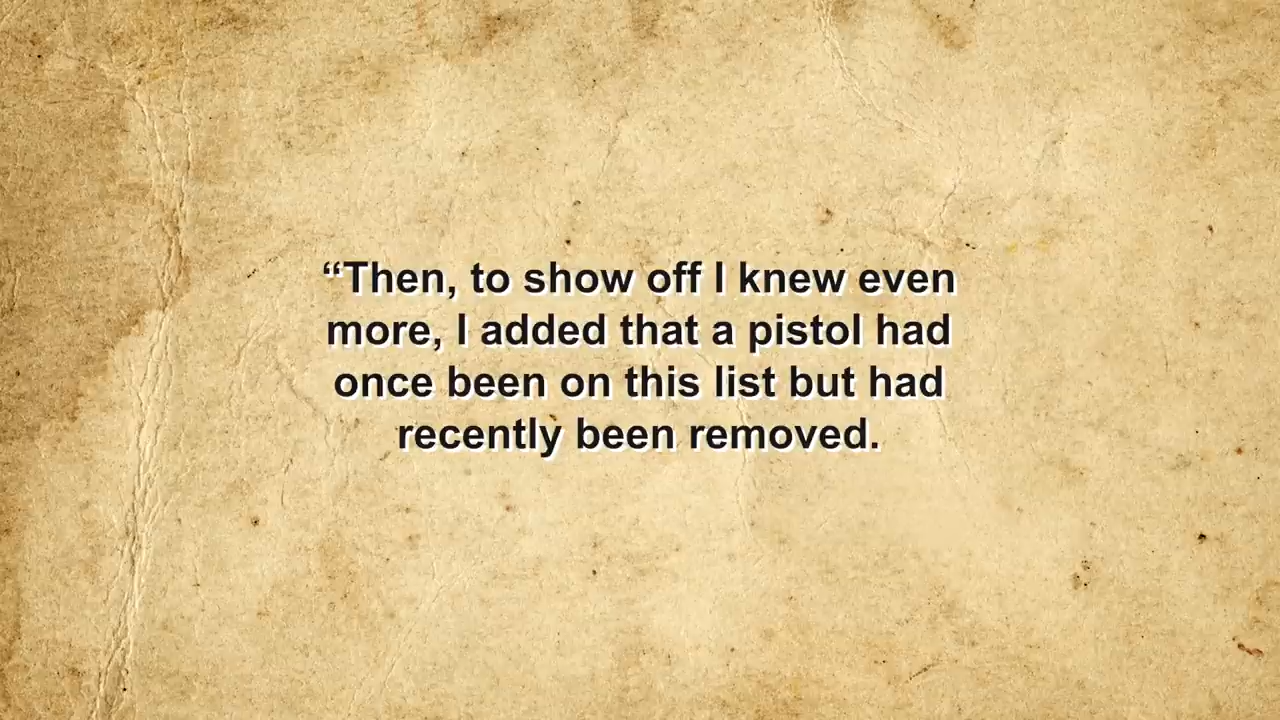 “Then, to show off I knew even
more, I added that a pistol had
once been on this list but had
recently been removed.